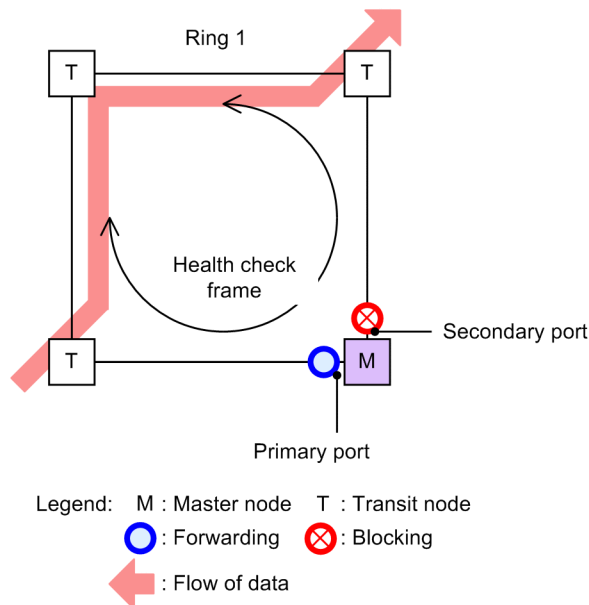 Ring 1
T
T
Health check
frame
Secondary port
T
M
Primary port
Legend: M : Master node T : Transit node
: Forwarding : Blocking
: Flow of data